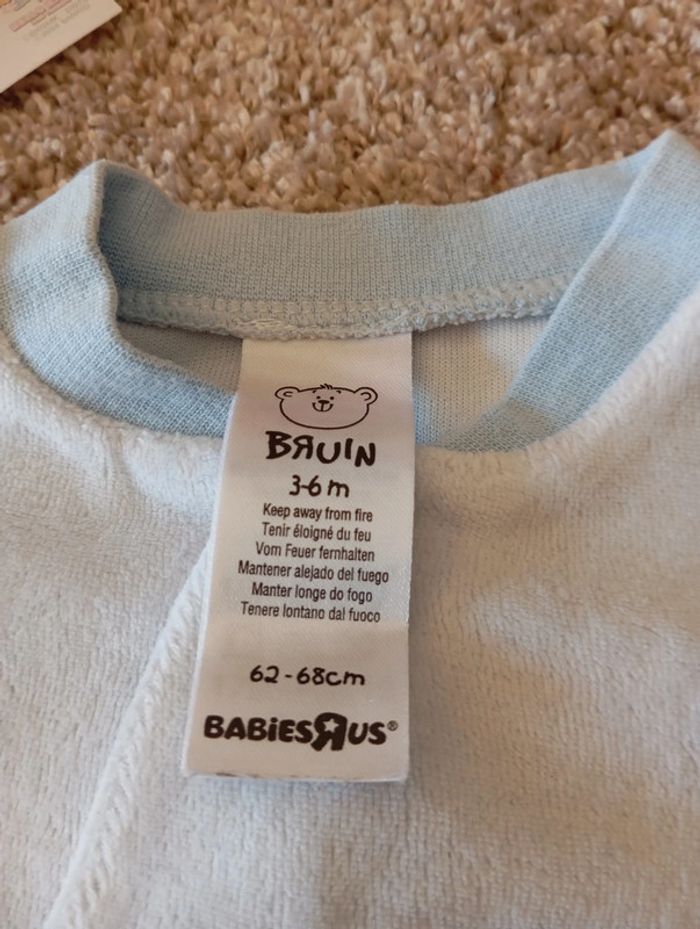 BRUIN
3-6 m
Keep away from fire
Tenir éloigné du feu
Vom Feuer fernhalten
Mantener alejado del fuego
Manter longe do fogo
Tenere lontano dal fuoco
62-68cm
BABiESRUS®